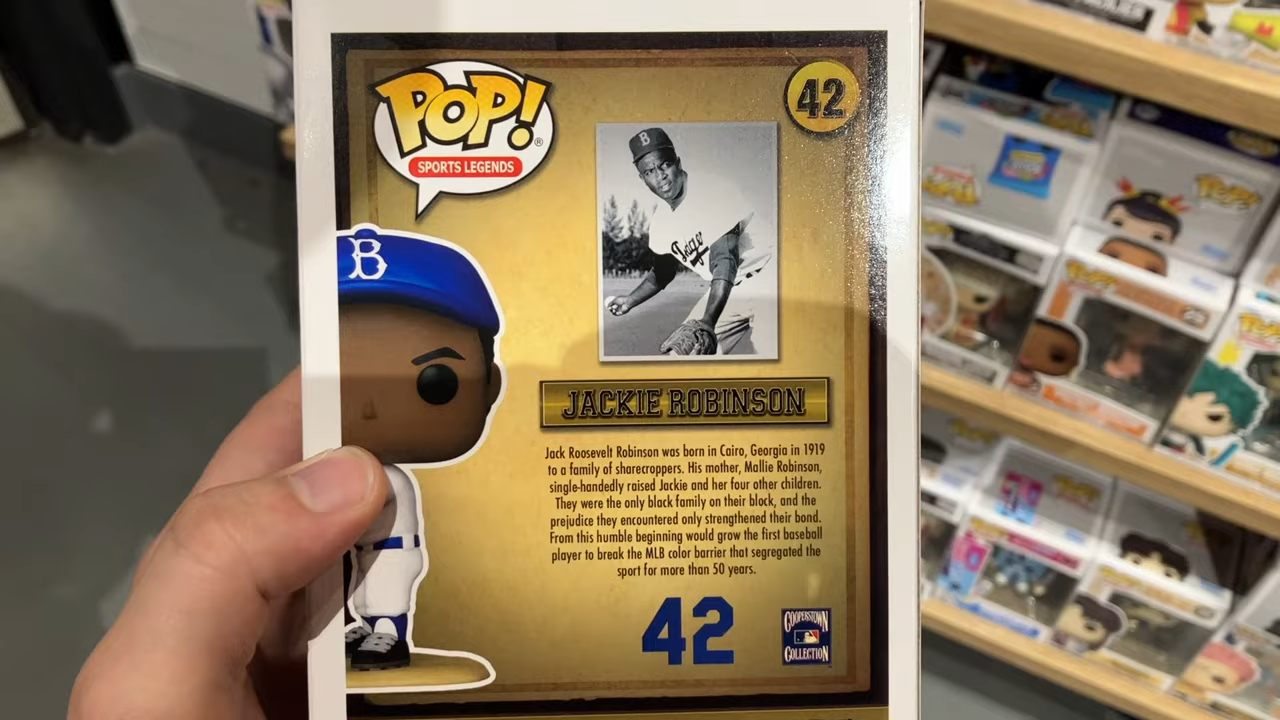 POP!
SPORTS LEGENDS
42
B
B
Dodgers
JACKIE ROBINSON
Jack Roosevelt Robinson was born in Cairo, Georgia in 1919
to a family of sharecroppers. His mother, Mallie Robinson,
single-handedly raised Jackie and her four other children.
They were the only black family on their block, and the
prejudice they encountered only strengthened their bond.
From this humble beginning would grow the first baseball
player to break the MLB color barrier that segregated the
sport for more than 50 years.
42
COOPERSTOWN
COLLECTION